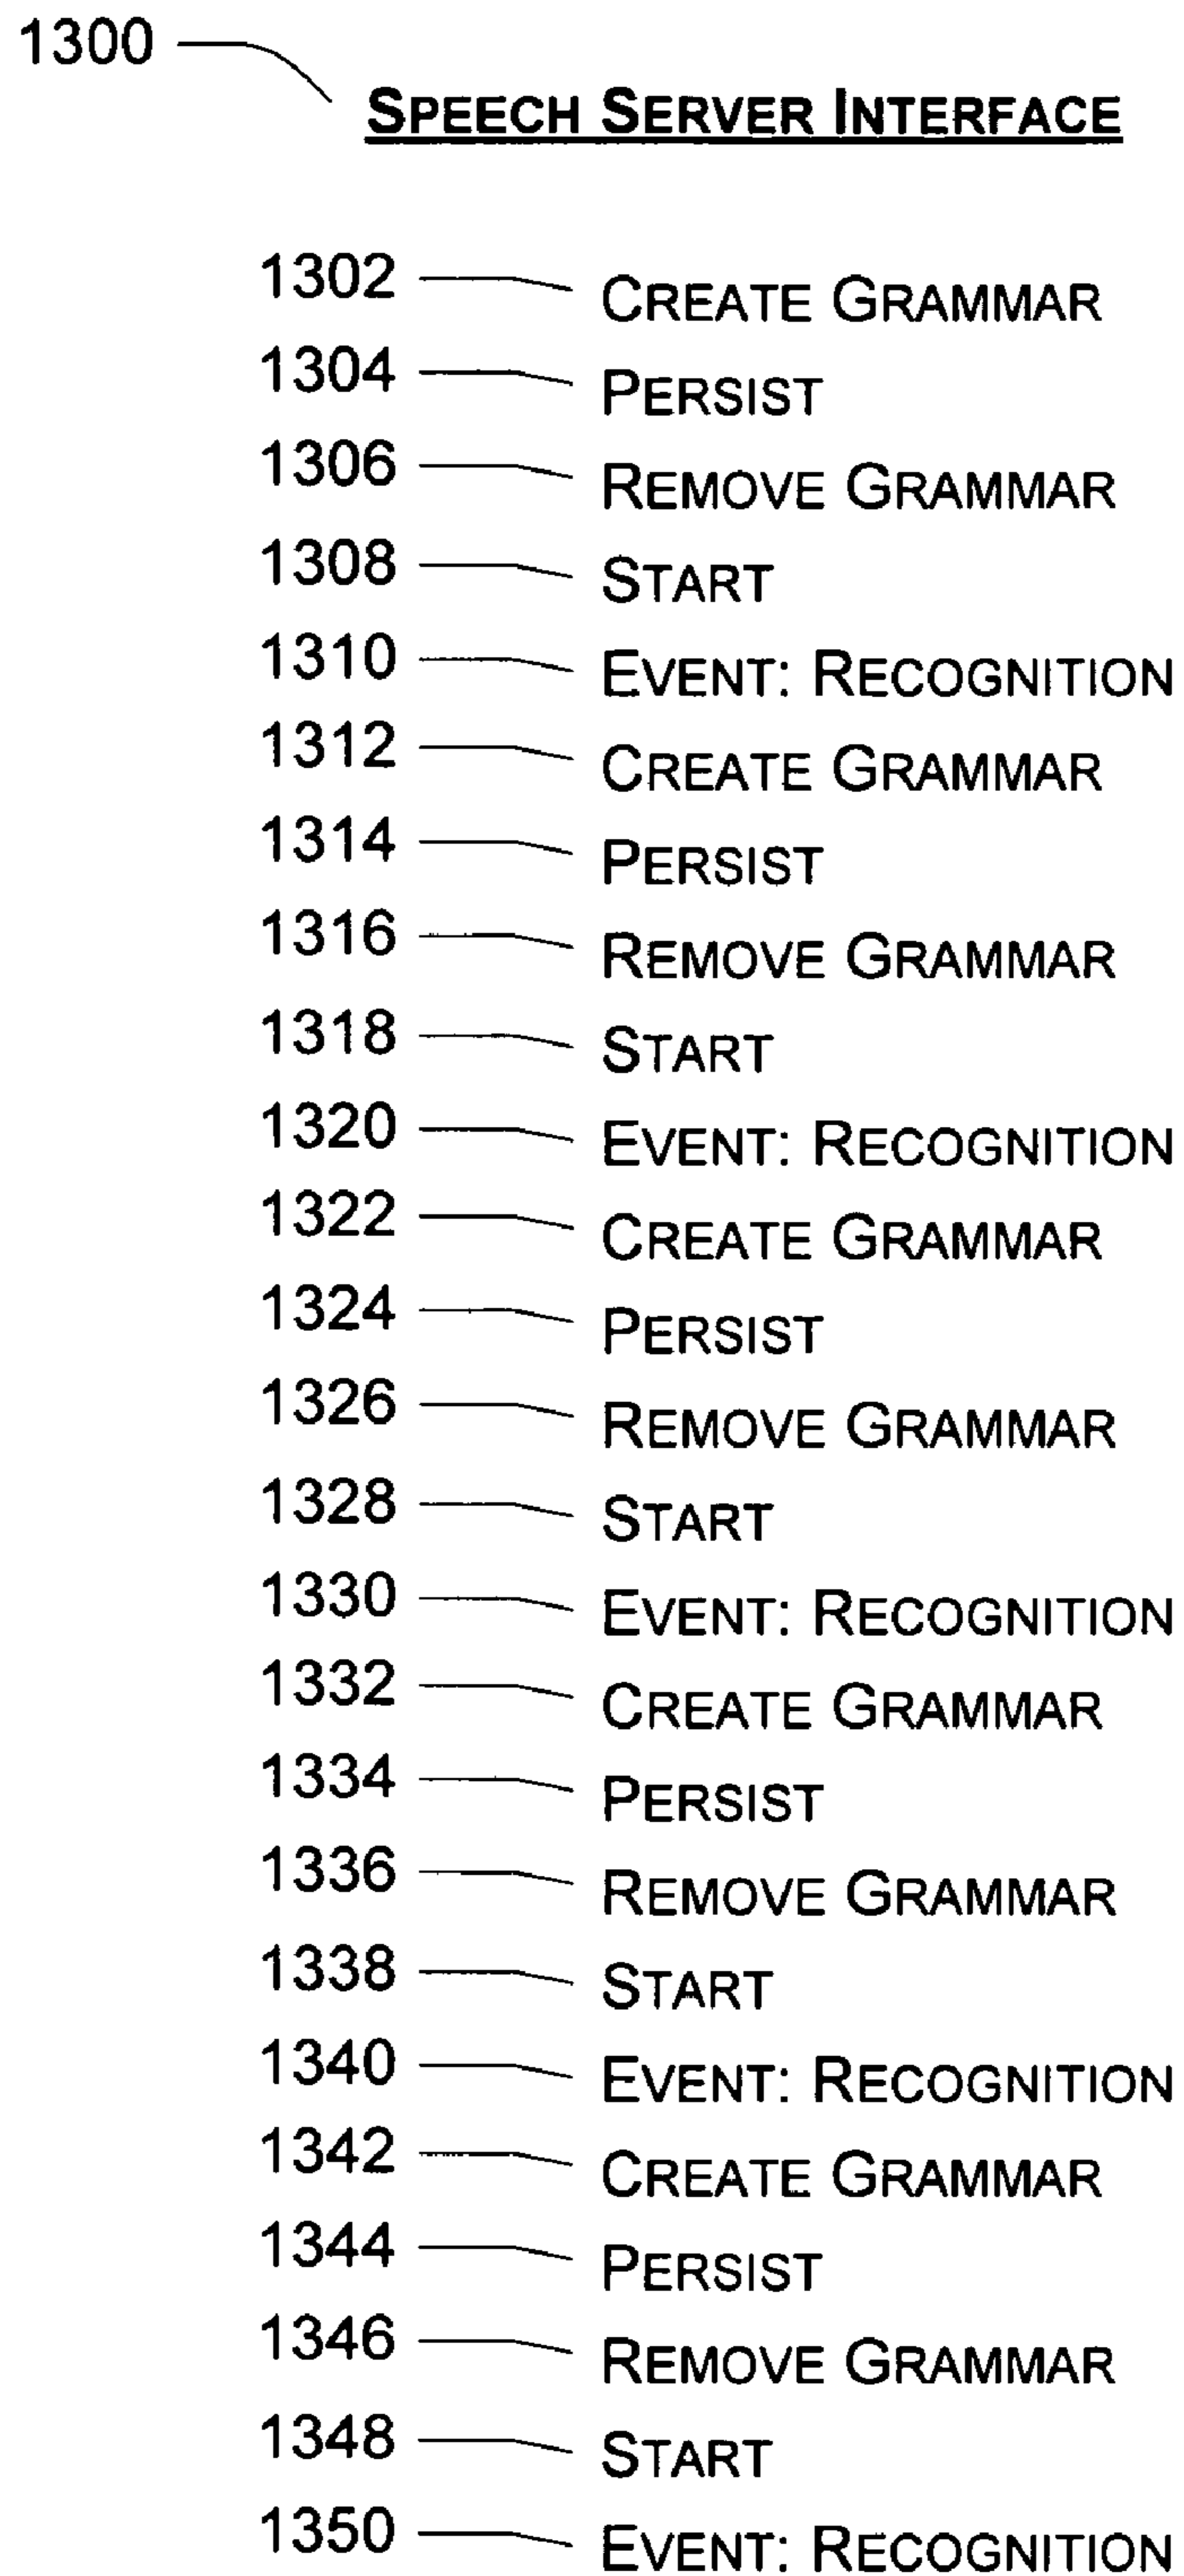 1300
SPEECH SERVER INTERFACE
1302 CREATE GRAMMAR
1304 PERSIST
1306 REMOVE GRAMMAR
1308 START
1310 EVENT: RECOGNITION
1312 CREATE GRAMMAR
1314 PERSIST
1316 REMOVE GRAMMAR
1318 START
1320 EVENT: RECOGNITION
1322 CREATE GRAMMAR
1324 PERSIST
1326 REMOVE GRAMMAR
1328 START
1330 EVENT: RECOGNITION
1332 CREATE GRAMMAR
1334 PERSIST
1336 REMOVE GRAMMAR
1338 START
1340 EVENT: RECOGNITION
1342 CREATE GRAMMAR
1344 PERSIST
1346 REMOVE GRAMMAR
1348 START
1350 EVENT: RECOGNITION